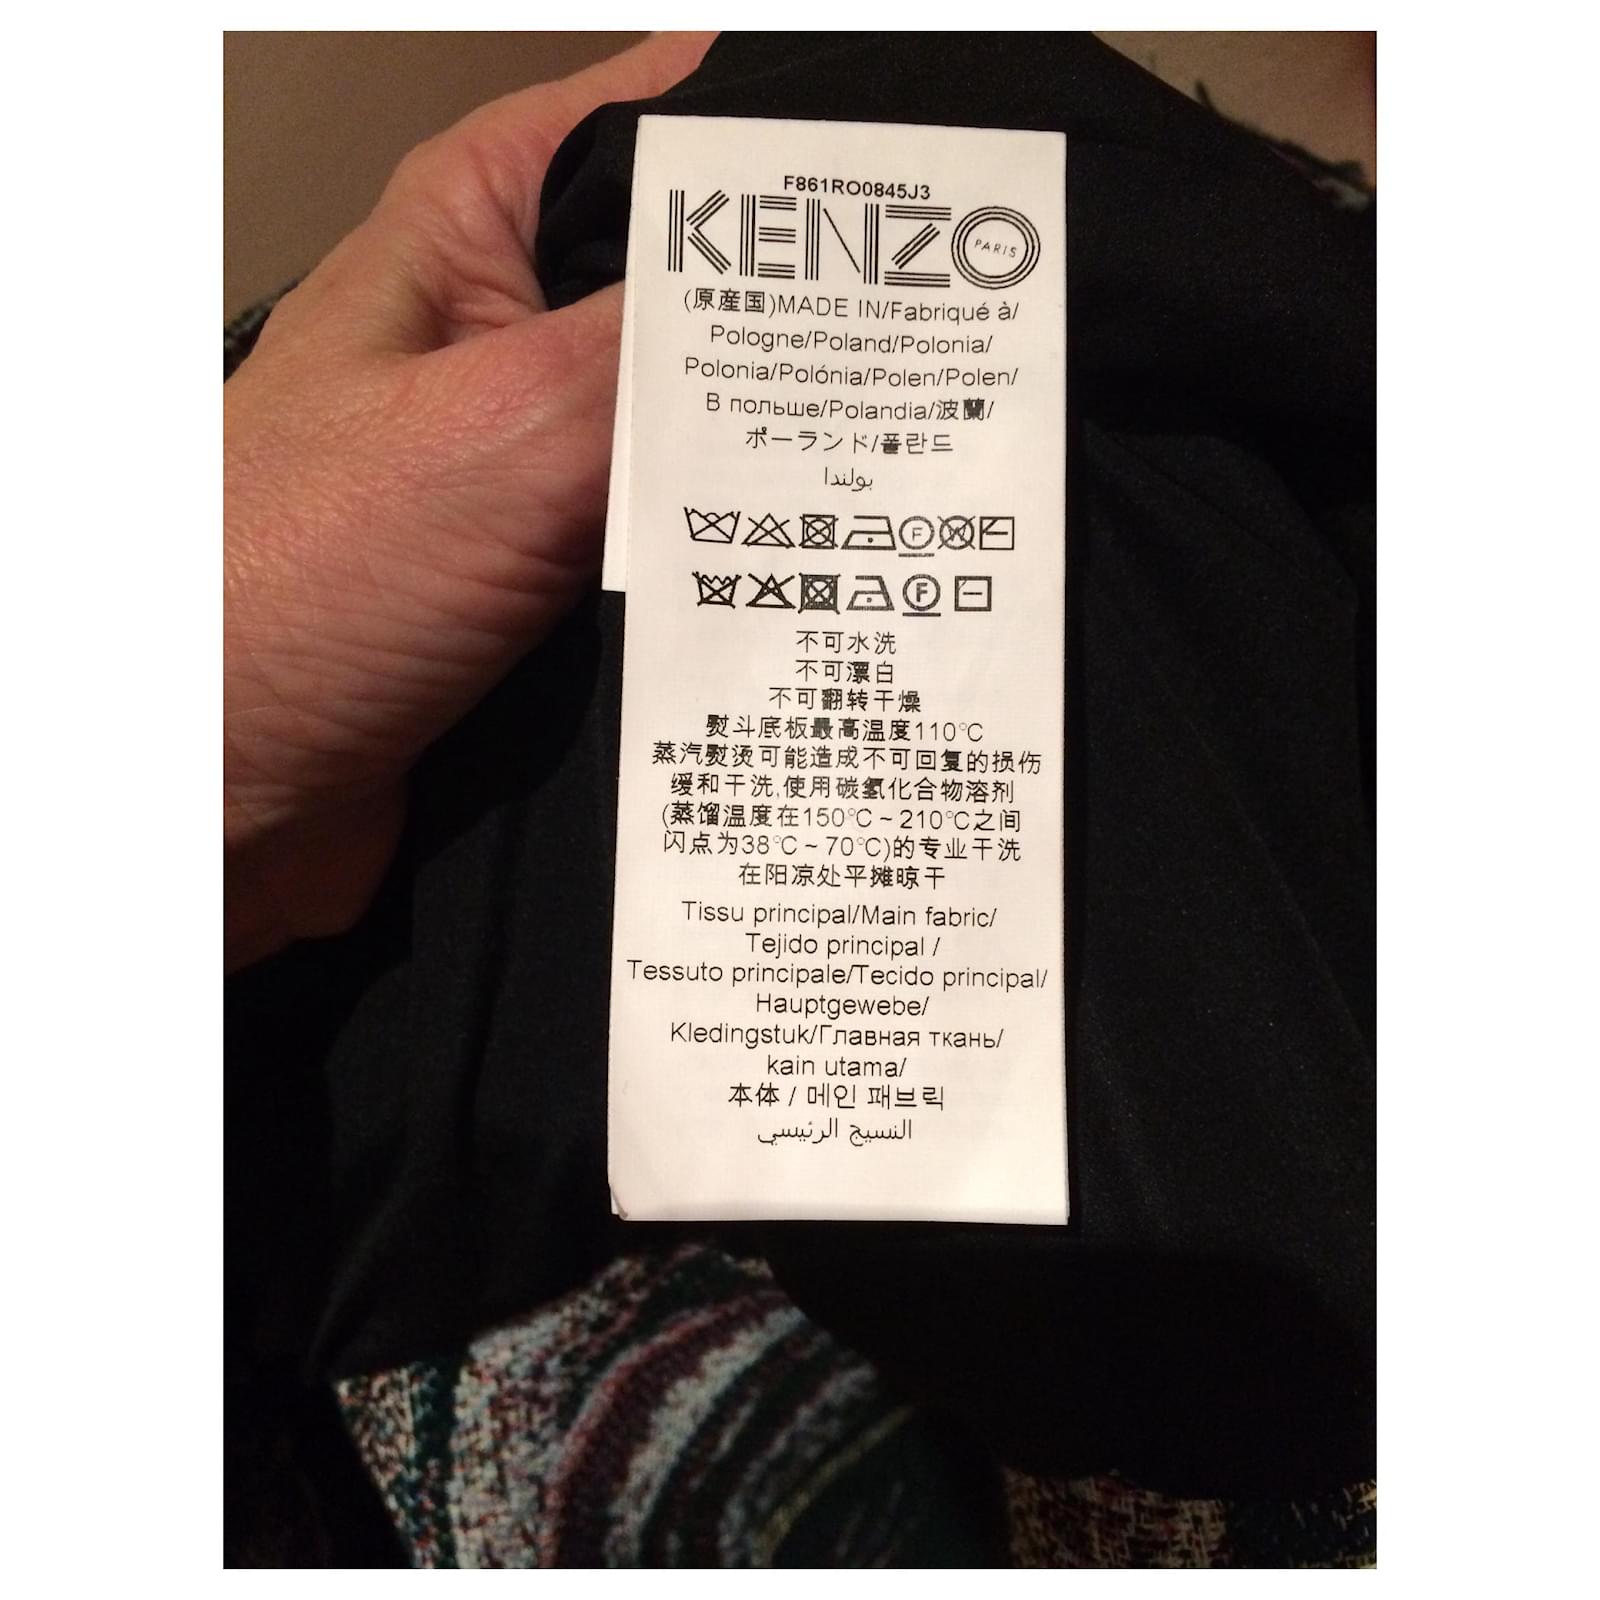 F861RO0845J3
KENZO PARIS
(原産国)MADE IN/Fabriqué à/
Pologne/Poland/Polonia/
Polonia/Polónia/Polen/Polen/
В польше/Polandia/波蘭/
ポーランド/폴란드
بولندا
F W
F
不可水洗
不可漂白
不可翻转干燥
熨斗底板最高温度110°C
蒸汽熨烫可能造成不可回复的损伤
缓和干洗,使用碳氢化合物溶剂
(蒸馏温度在150°C~210°C之间
闪点为38°C~70°C)的专业干洗
在阳凉处平摊晾干
Tissu principal/Main fabric/
Tejido principal /
Tessuto principale/Tecido principal/
Hauptgewebe/
Kledingstuk/Главная ткань/
kain utama/
本体 / 메인 패브릭
النسيج الرئيسي